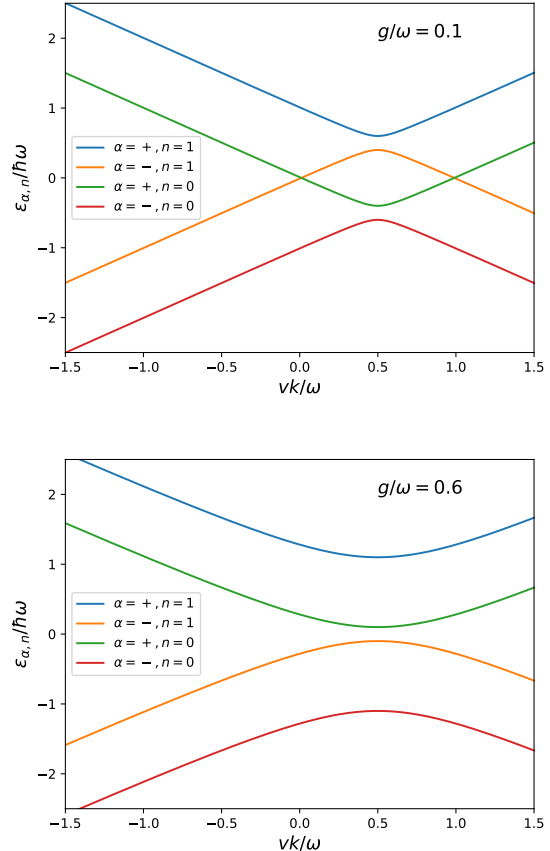 g/ω = 0.1
2
1
0
−1
−2
ε_{α,n}/ħω
α = +, n = 1
α = −, n = 1
α = +, n = 0
α = −, n = 0
−1.5 −1.0 −0.5 0.0 0.5 1.0 1.5
vk/ω
g/ω = 0.6
2
1
0
−1
−2
ε_{α,n}/ħω
α = +, n = 1
α = −, n = 1
α = +, n = 0
α = −, n = 0
−1.5 −1.0 −0.5 0.0 0.5 1.0 1.5
vk/ω